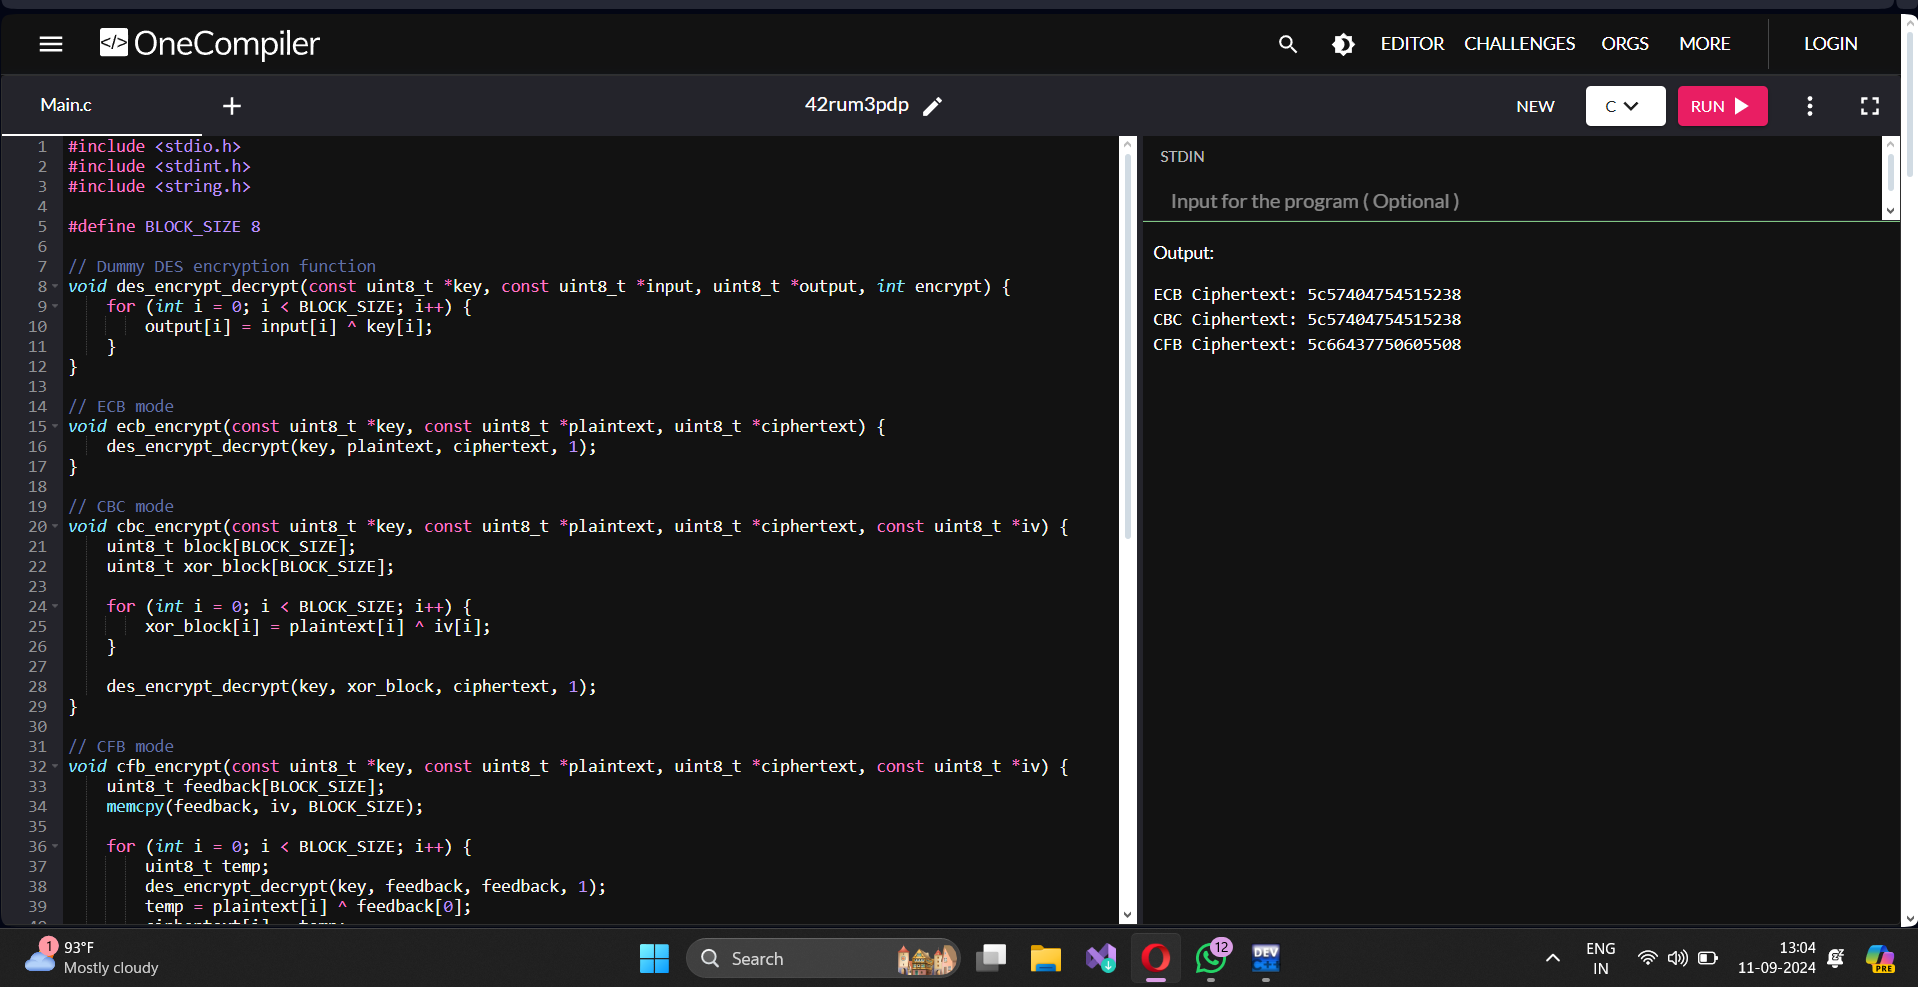 </> OneCompiler
EDITOR CHALLENGES ORGS MORE LOGIN
Main.c
+
42rum3pdp
NEW
C
RUN
1 #include <stdio.h>
2 #include <stdint.h>
3 #include <string.h>
4
5 #define BLOCK_SIZE 8
6
7 // Dummy DES encryption function
8 void des_encrypt_decrypt(const uint8_t *key, const uint8_t *input, uint8_t *output, int encrypt) {
9     for (int i = 0; i < BLOCK_SIZE; i++) {
10         output[i] = input[i] ^ key[i];
11     }
12 }
13
14 // ECB mode
15 void ecb_encrypt(const uint8_t *key, const uint8_t *plaintext, uint8_t *ciphertext) {
16     des_encrypt_decrypt(key, plaintext, ciphertext, 1);
17 }
18
19 // CBC mode
20 void cbc_encrypt(const uint8_t *key, const uint8_t *plaintext, uint8_t *ciphertext, const uint8_t *iv) {
21     uint8_t block[BLOCK_SIZE];
22     uint8_t xor_block[BLOCK_SIZE];
23
24     for (int i = 0; i < BLOCK_SIZE; i++) {
25         xor_block[i] = plaintext[i] ^ iv[i];
26     }
27
28     des_encrypt_decrypt(key, xor_block, ciphertext, 1);
29 }
30
31 // CFB mode
32 void cfb_encrypt(const uint8_t *key, const uint8_t *plaintext, uint8_t *ciphertext, const uint8_t *iv) {
33     uint8_t feedback[BLOCK_SIZE];
34     memcpy(feedback, iv, BLOCK_SIZE);
35
36     for (int i = 0; i < BLOCK_SIZE; i++) {
37         uint8_t temp;
38         des_encrypt_decrypt(key, feedback, feedback, 1);
39         temp = plaintext[i] ^ feedback[0];
STDIN
Input for the program ( Optional )
Output:
ECB Ciphertext: 5c57404754515238
CBC Ciphertext: 5c57404754515238
CFB Ciphertext: 5c66437750605508
1
93°F
Mostly cloudy
Search
12
DEV
C++
ENG
IN
13:04
11-09-2024
PRE